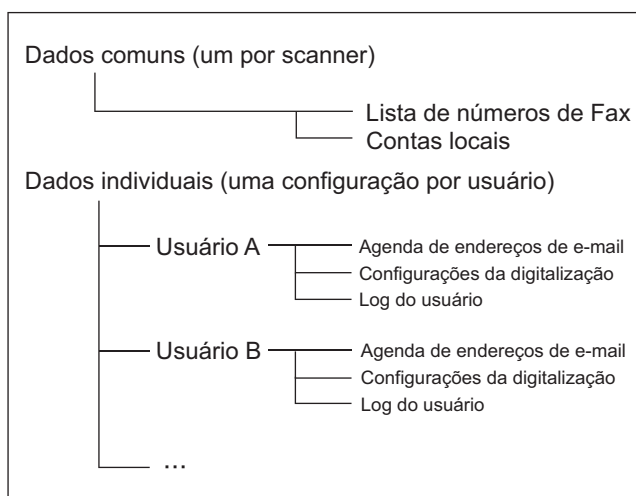 Dados comuns (um por scanner)
Lista de números de Fax
Contas locais
Dados individuais (uma configuração por usuário)
Usuário A
Agenda de endereços de e-mail
Configurações da digitalização
Log do usuário
Usuário B
Agenda de endereços de e-mail
Configurações da digitalização
Log do usuário
...